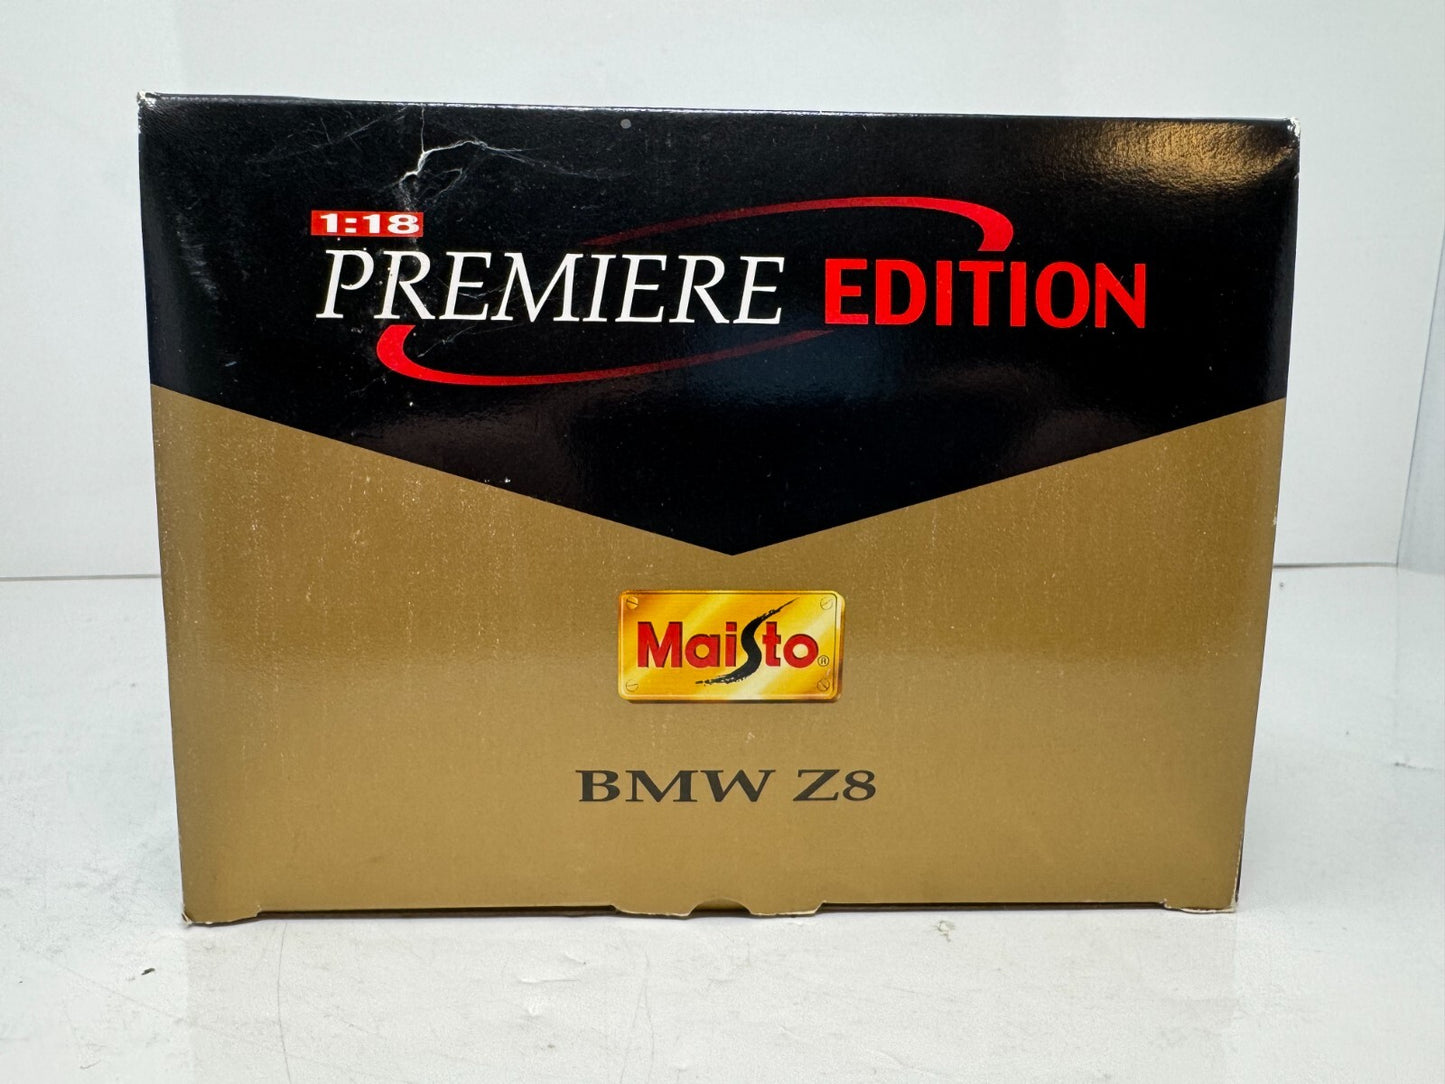 1:18
PREMIERE EDITION
Maisto®
BMW Z8